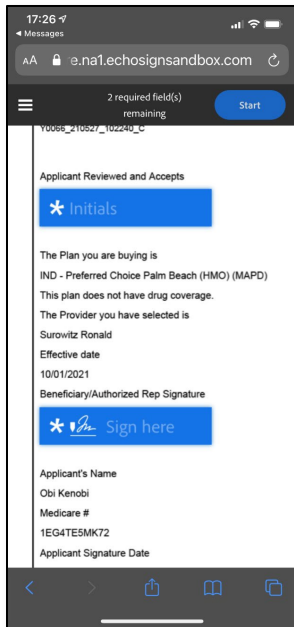 17:26
Messages
AA e.na1.echosignsandbox.com
2 required field(s)
remaining
Start
Y0066_210527_102240_C
Applicant Reviewed and Accepts
* Initials
The Plan you are buying is
IND - Preferred Choice Palm Beach (HMO) (MAPD)
This plan does not have drug coverage.
The Provider you have selected is
Surowitz Ronald
Effective date
10/01/2021
Beneficiary/Authorized Rep Signature
* Sign here
Applicant's Name
Obi Kenobi
Medicare #
1EG4TE5MK72
Applicant Signature Date